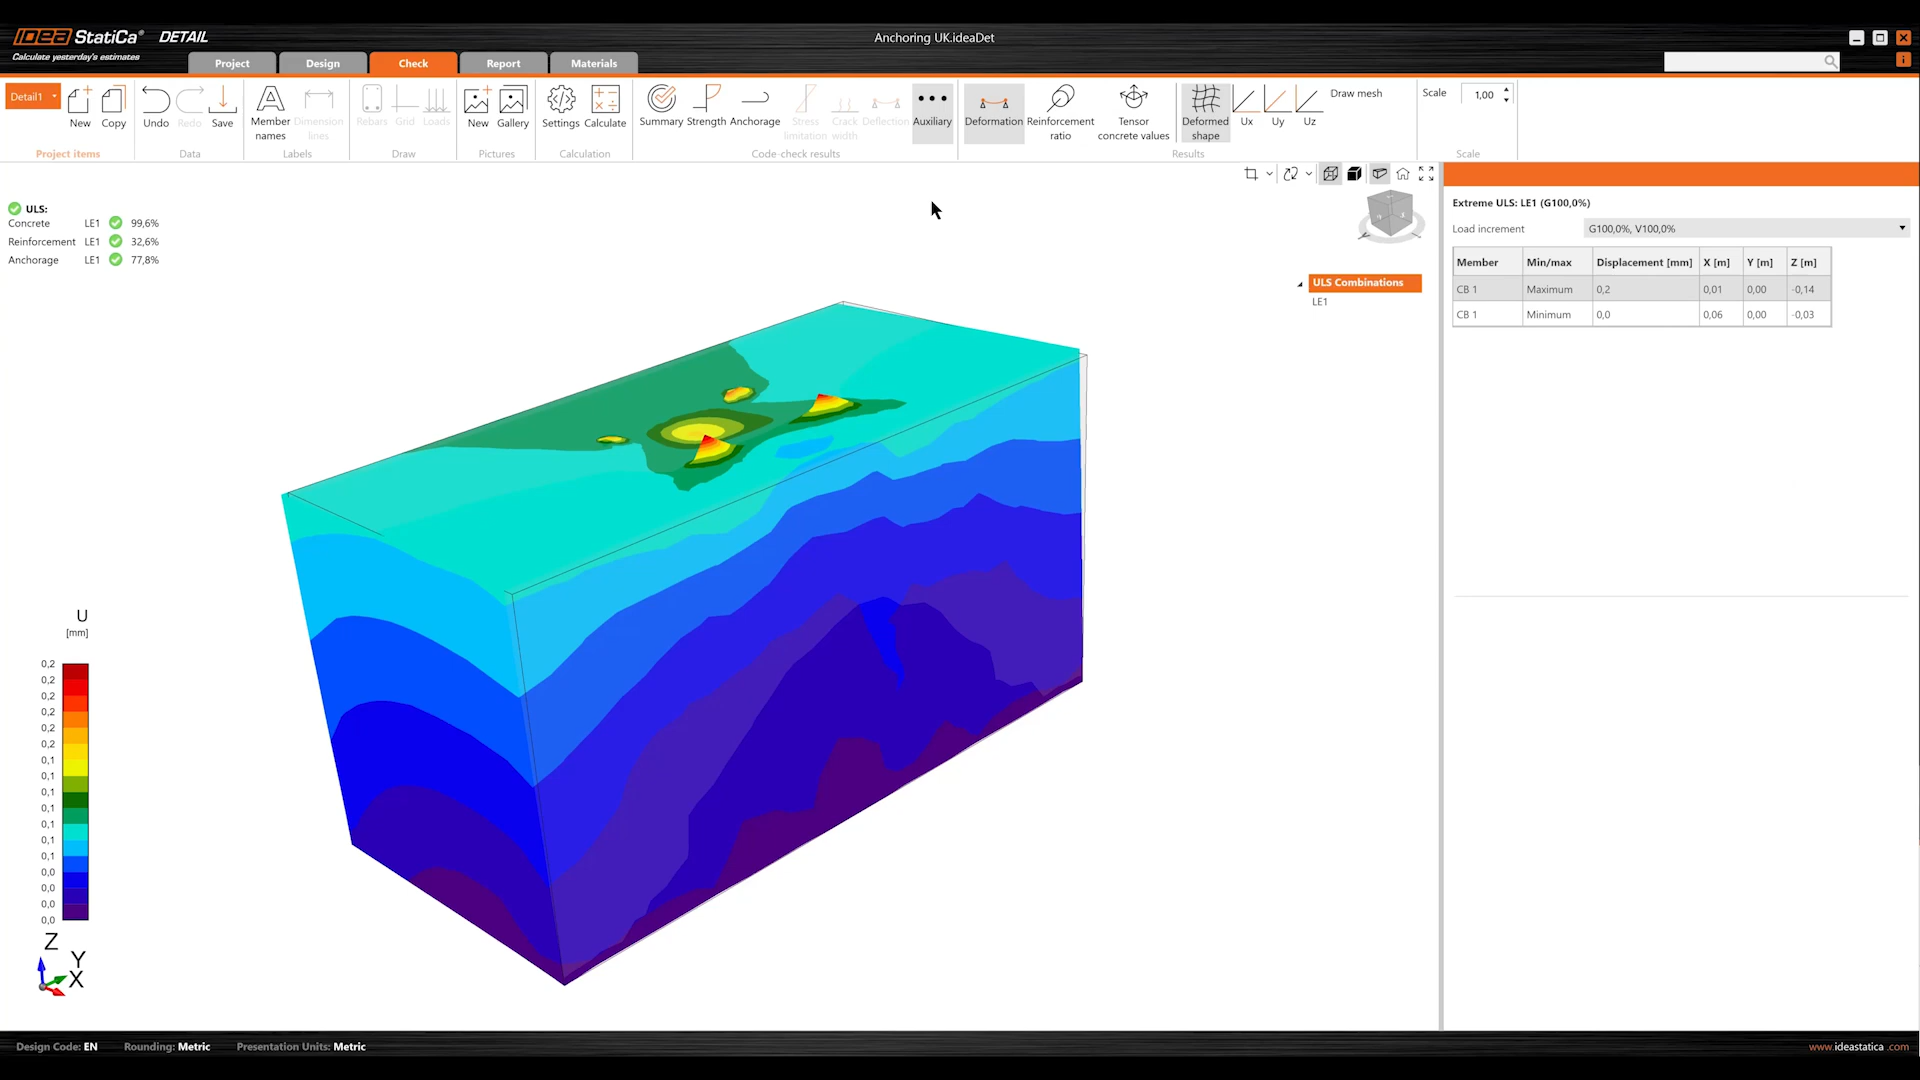 IDEA StatiCa® DETAIL
Calculate yesterday's estimates
Anchoring UK.ideaDet
Project Design Check Report Materials
Detail1 New Copy
Project items
Undo Redo Save
Data
Member names Dimension lines
Labels
Rebars Grid Loads
Draw
New Gallery
Pictures
Settings Calculate
Calculation
Summary Strength Anchorage Stress limitation Crack width Deflection Auxiliary
Code-check results
Deformation Reinforcement ratio Tensor concrete values Deformed shape Ux Uy Uz Draw mesh
Results
Scale 1,00
Scale
ULS:
Concrete LE1 99,6%
Reinforcement LE1 32,6%
Anchorage LE1 77,8%
ULS Combinations
LE1
Extreme ULS: LE1 (G100,0%)
Load increment G100,0%, V100,0%
Member Min/max Displacement [mm] X [m] Y [m] Z [m]
CB 1 Maximum 0,2 0,01 0,00 -0,14
CB 1 Minimum 0,0 0,06 0,00 -0,03
U
[mm]
0,2
0,2
0,2
0,2
0,2
0,2
0,1
0,1
0,1
0,1
0,1
0,1
0,1
0,0
0,0
0,0
0,0
Z
Y
X
Design Code: EN Rounding: Metric Presentation Units: Metric
www.ideastatica.com